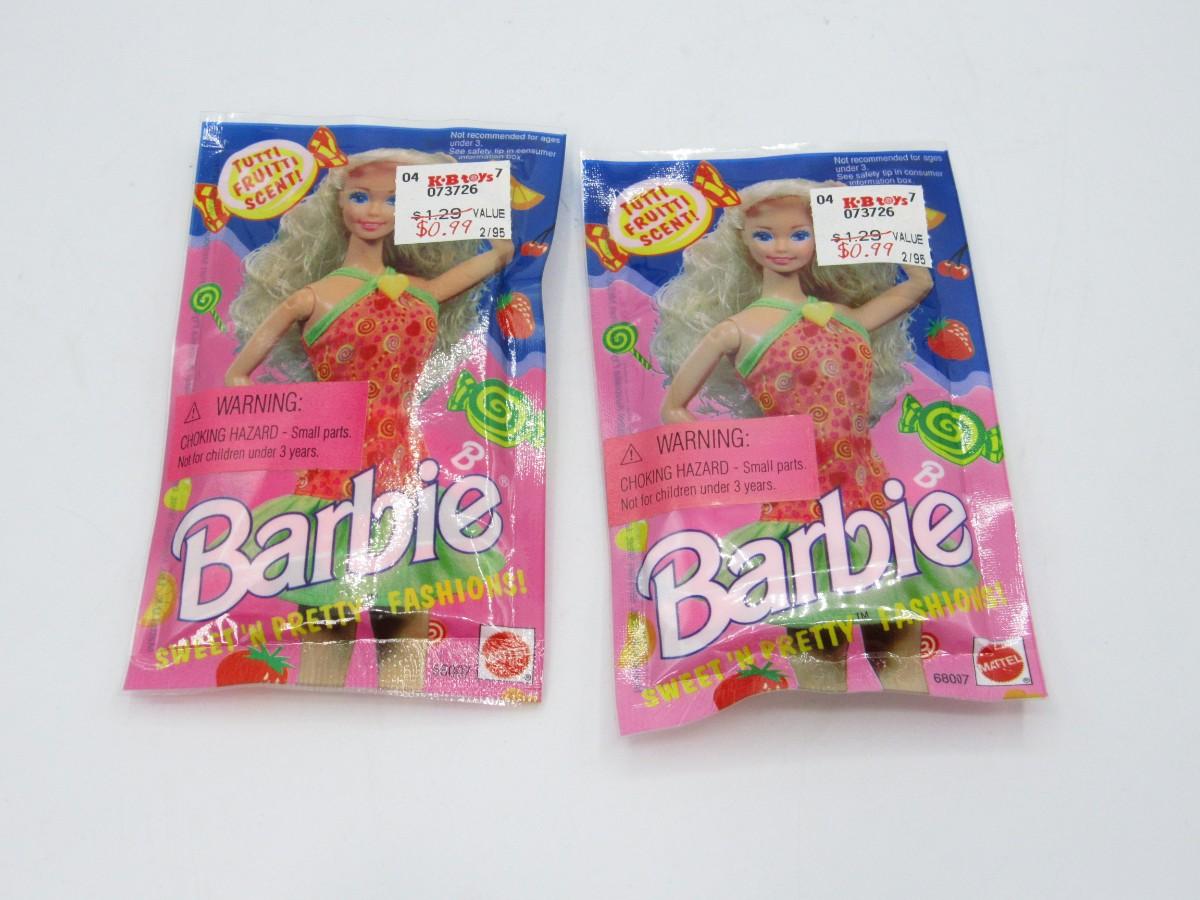 TUTTI
FRUITTI
SCENT!
Not recommended for ages
under 3.
See safety tip in consumer
information box.
04 K·B toys 7
073726
$1.29 VALUE
$0.99 2/95
WARNING:
CHOKING HAZARD - Small parts.
Not for children under 3 years.
B
Barbie®
SWEET 'N PRETTY™ FASHIONS!
MATTEL
®
TUTTI
FRUITTI
SCENT!
Not recommended for ages
under 3.
See safety tip in consumer
information box.
04 K·B toys 7
073726
$1.29 VALUE
$0.99 2/95
WARNING:
CHOKING HAZARD - Small parts.
Not for children under 3 years.
B
Barbie
SWEET 'N PRETTY™ FASHIONS!
68007
MATTEL
®